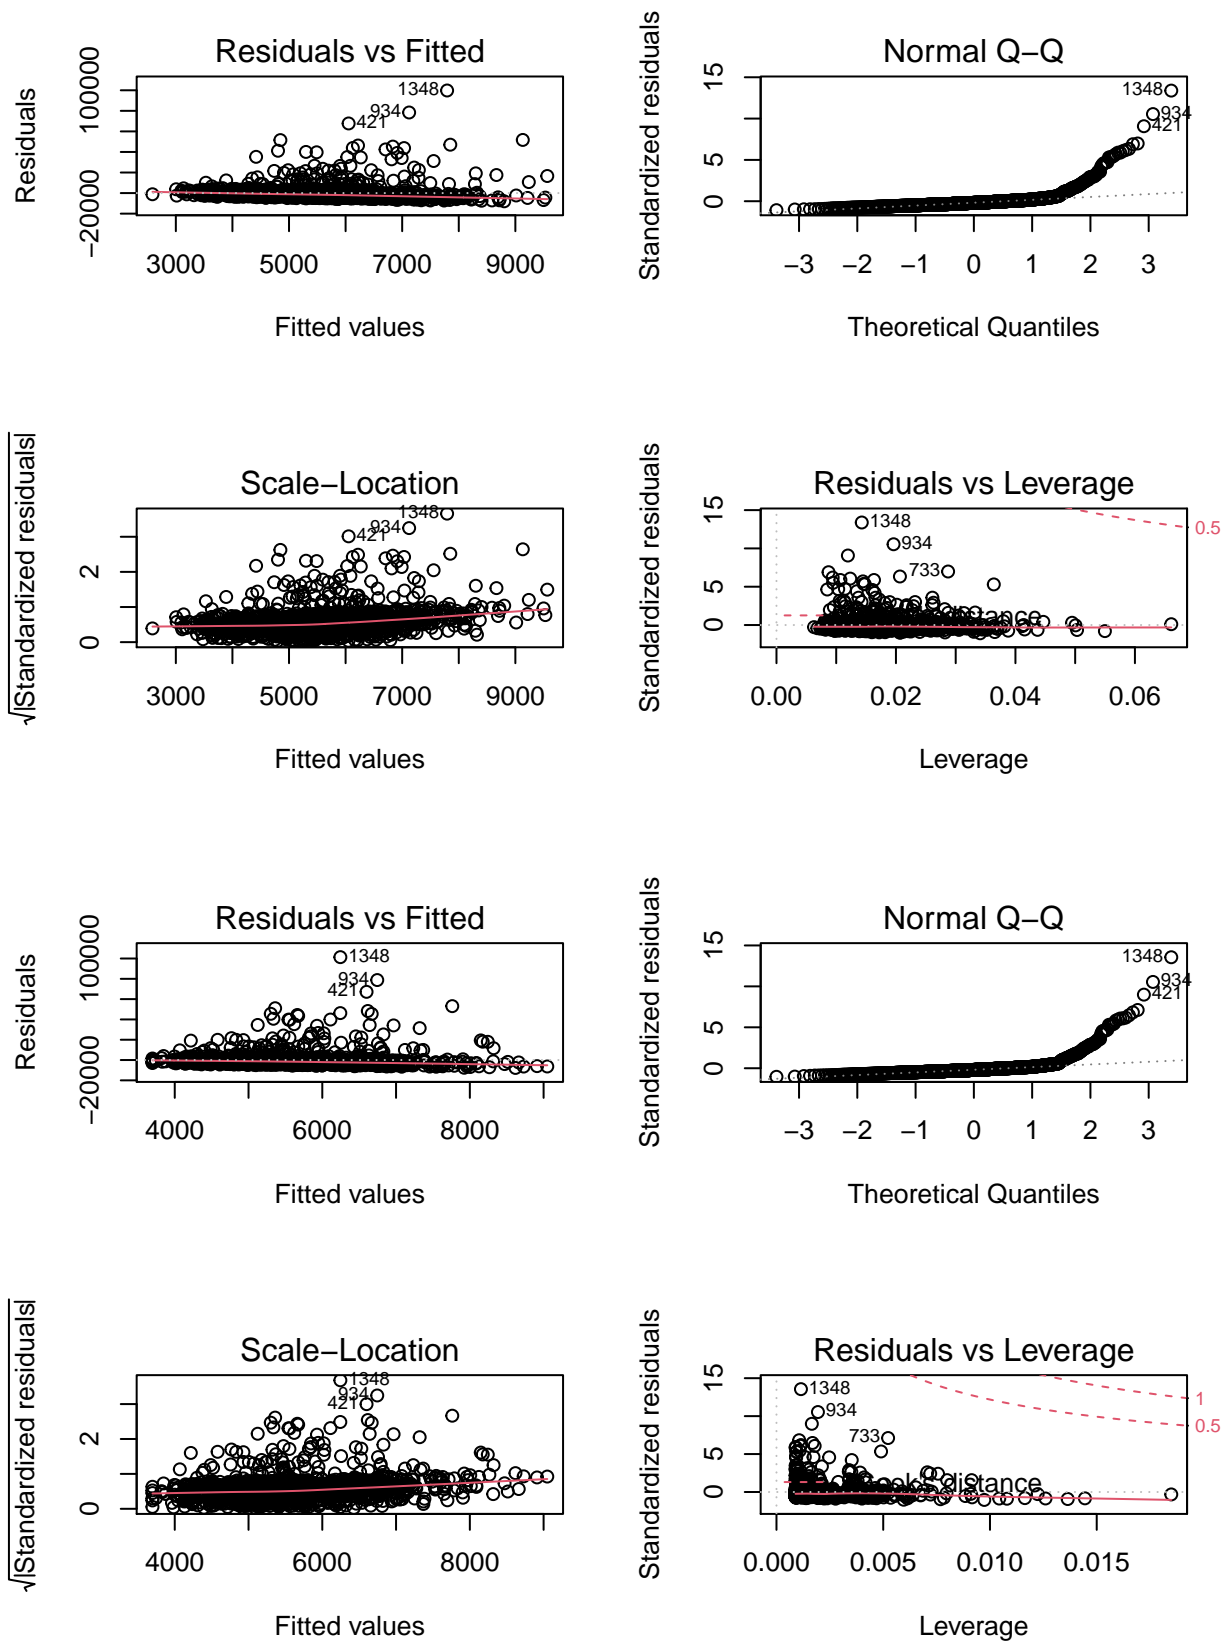 Residuals vs Fitted
Residuals
−20000 100000
1348
934
421
3000 5000 7000 9000
Fitted values
Normal Q−Q
Standardized residuals
0 5 15
1348
934
421
−3 −2 −1 0 1 2 3
Theoretical Quantiles
Scale−Location
√|Standardized residuals|
0 2
1348
934
421
3000 5000 7000 9000
Fitted values
Residuals vs Leverage
Standardized residuals
0 5 15
1348
934
733
0.5
0.00 0.02 0.04 0.06
Leverage
Residuals vs Fitted
Residuals
−20000 100000
1348
934
421
4000 6000 8000
Fitted values
Normal Q−Q
Standardized residuals
0 5 15
1348
934
421
−3 −2 −1 0 1 2 3
Theoretical Quantiles
Scale−Location
√|Standardized residuals|
0 2
1348
934
421
4000 6000 8000
Fitted values
Residuals vs Leverage
Standardized residuals
0 5 15
1348
934
733
distance
1
0.5
0.000 0.005 0.010 0.015
Leverage